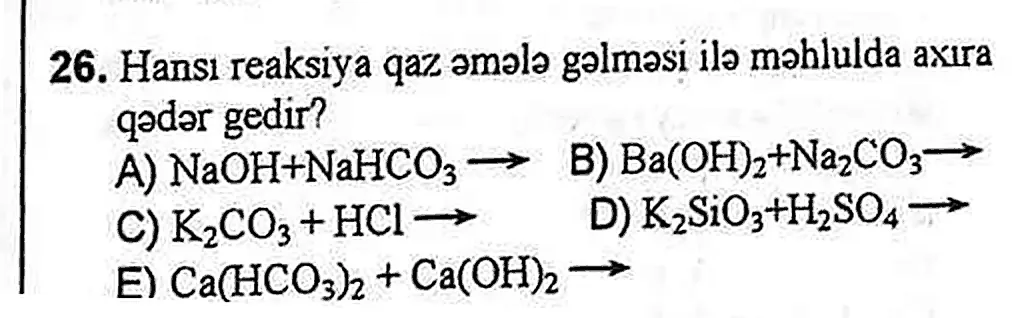 26. Hansı reaksiya qaz əmələ gəlməsi ilə məhlulda axıra
qədər gedir?
A) NaOH+NaHCO₃ ⟶ B) Ba(OH)₂+Na₂CO₃⟶
C) K₂CO₃ + HCl ⟶ D) K₂SiO₃+H₂SO₄ ⟶
E) Ca(HCO₃)₂ + Ca(OH)₂ ⟶